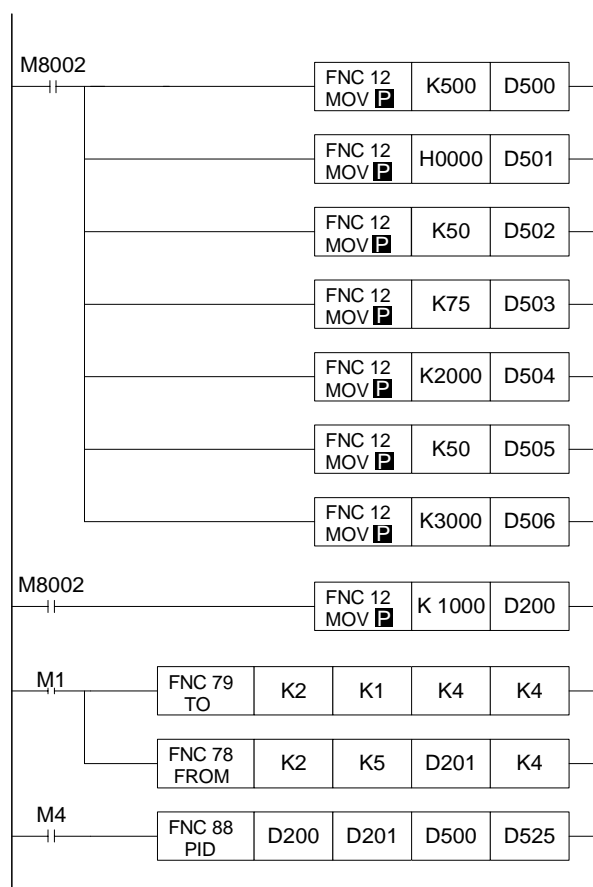 M8002
FNC 12 K500 D500
MOV P
FNC 12 H0000 D501
MOV P
FNC 12 K50 D502
MOV P
FNC 12 K75 D503
MOV P
FNC 12 K2000 D504
MOV P
FNC 12 K50 D505
MOV P
FNC 12 K3000 D506
MOV P
M8002
FNC 12 K 1000 D200
MOV P
M1
FNC 79 K2 K1 K4 K4
TO
FNC 78 K2 K5 D201 K4
FROM
M4
FNC 88 D200 D201 D500 D525
PID